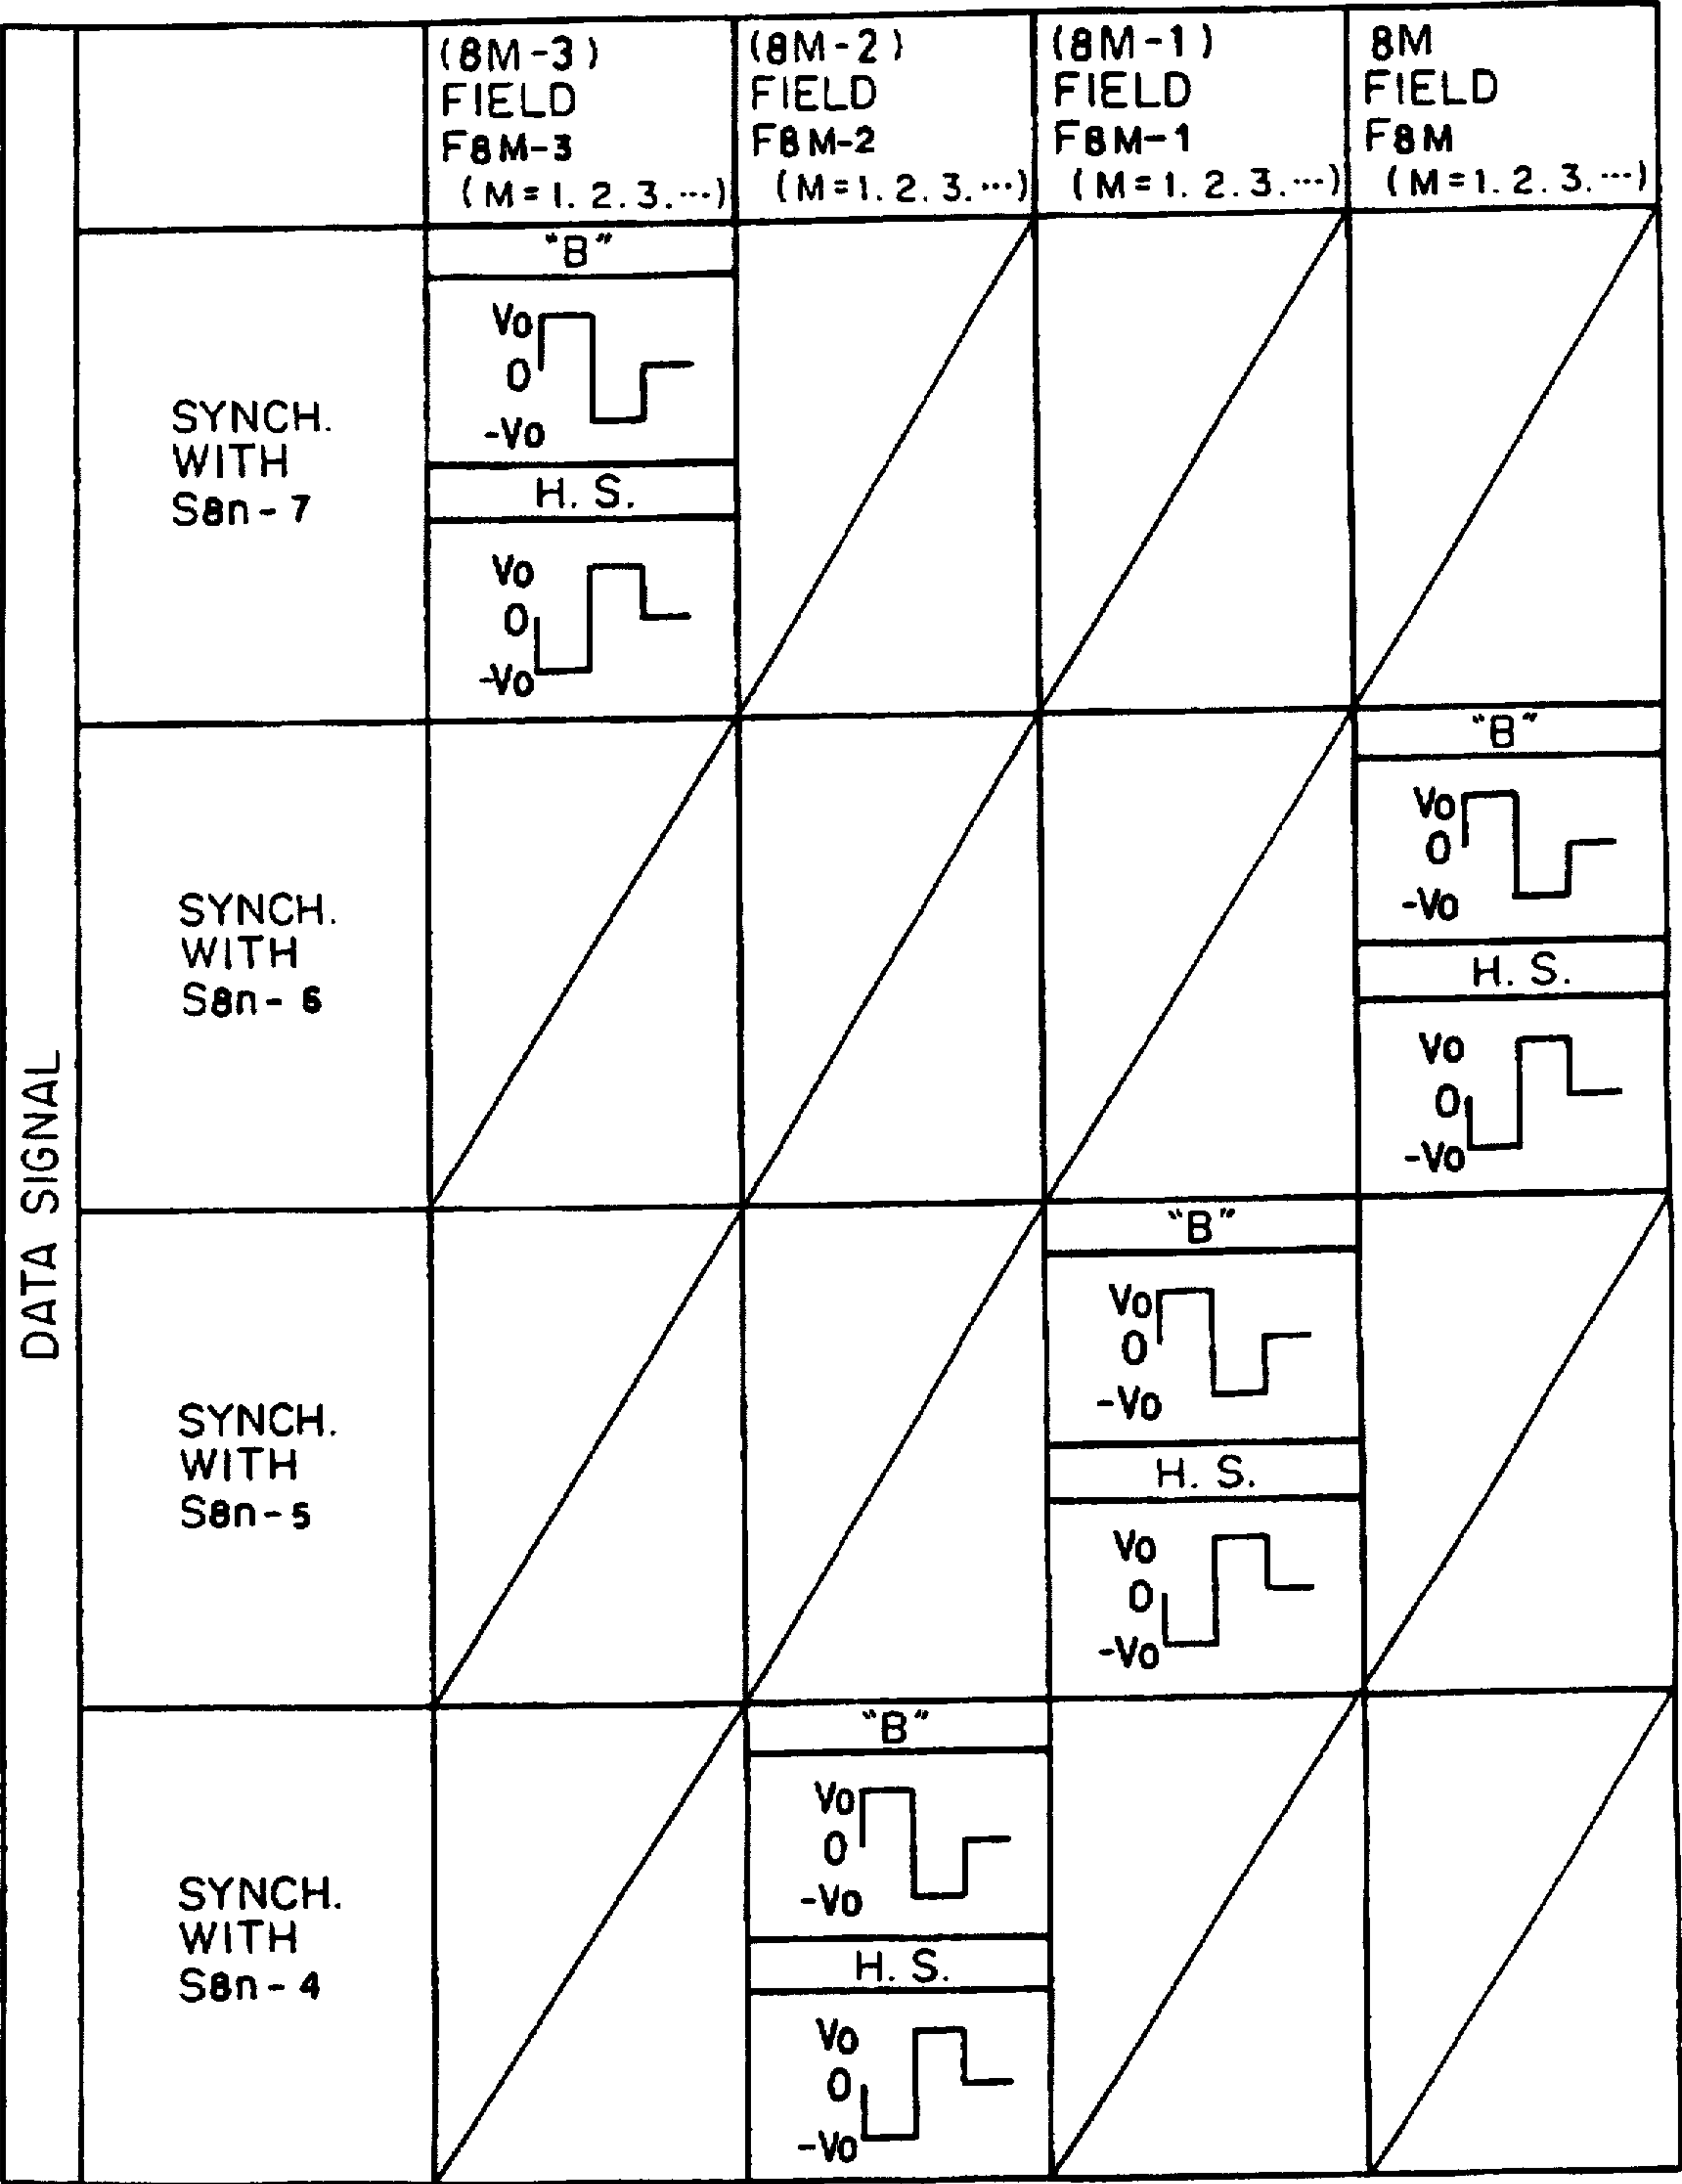 (8M-3)
FIELD
F8M-3
(M=1. 2. 3. ···)
(8M-2)
FIELD
F8M-2
(M=1. 2. 3. ···)
(8M-1)
FIELD
F8M-1
(M=1. 2. 3. ···)
8M
FIELD
F8M
(M=1. 2. 3. ···)
DATA SIGNAL
SYNCH.
WITH
S8n-7
"B"
Vo
0
-Vo
H. S.
Vo
0
-Vo
SYNCH.
WITH
S8n-6
"B"
Vo
0
-Vo
H. S.
Vo
0
-Vo
SYNCH.
WITH
S8n-5
"B"
Vo
0
-Vo
H. S.
Vo
0
-Vo
SYNCH.
WITH
S8n-4
"B"
Vo
0
-Vo
H. S.
Vo
0
-Vo